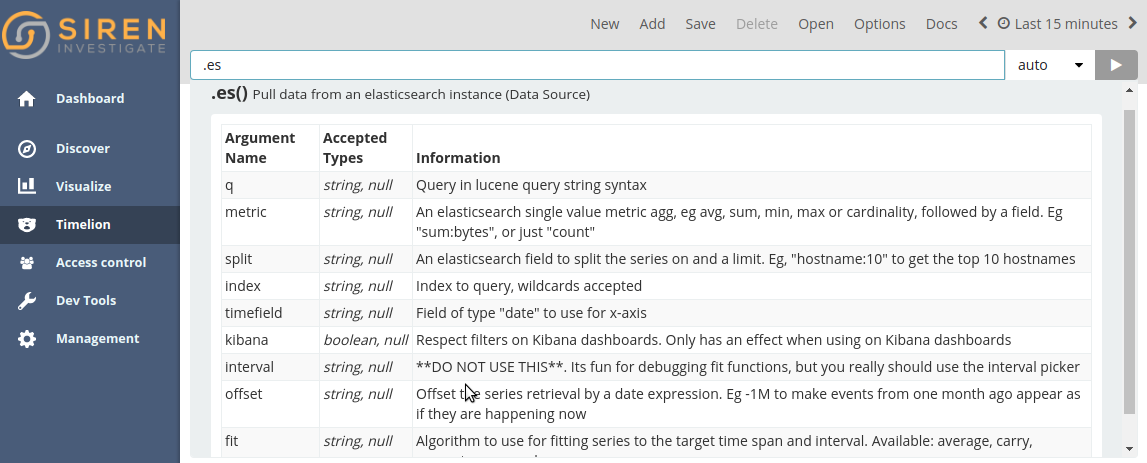 SIREN
INVESTIGATE
New Add Save Delete Open Options Docs Last 15 minutes
.es auto
.es() Pull data from an elasticsearch instance (Data Source)
Dashboard
Discover
Visualize
Timelion
Access control
Dev Tools
Management
Argument Name Accepted Types Information
q string, null Query in lucene query string syntax
metric string, null An elasticsearch single value metric agg, eg avg, sum, min, max or cardinality, followed by a field. Eg
"sum:bytes", or just "count"
split string, null An elasticsearch field to split the series on and a limit. Eg, "hostname:10" to get the top 10 hostnames
index string, null Index to query, wildcards accepted
timefield string, null Field of type "date" to use for x-axis
kibana boolean, null Respect filters on Kibana dashboards. Only has an effect when using on Kibana dashboards
interval string, null **DO NOT USE THIS**. Its fun for debugging fit functions, but you really should use the interval picker
offset string, null Offset the series retrieval by a date expression. Eg -1M to make events from one month ago appear as
if they are happening now
fit string, null Algorithm to use for fitting series to the target time span and interval. Available: average, carry,